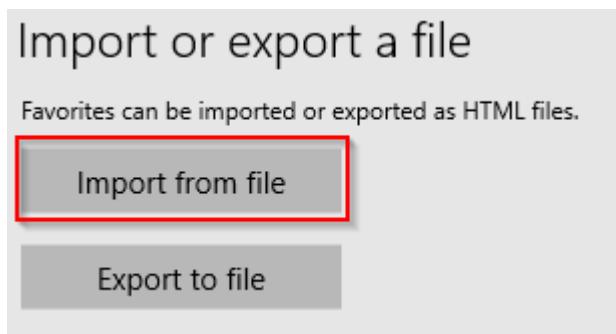 Import or export a file
Favorites can be imported or exported as HTML files.
Import from file
Export to file